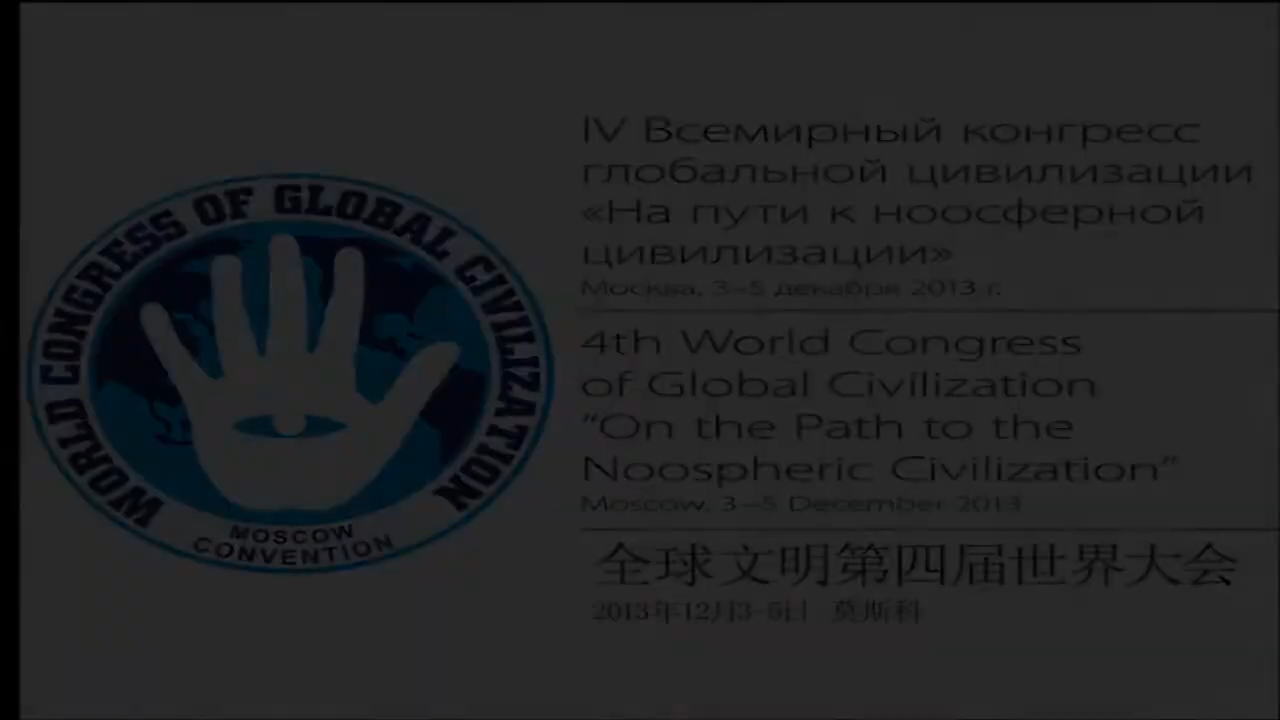 WORLD CONGRESS OF GLOBAL CIVILIZATION
MOSCOW
CONVENTION
IV Всемирный конгресс
глобальной цивилизации
«На пути к ноосферной
цивилизации»
Москва, 3–5 декабря 2013 г.
4th World Congress
of Global Civilization
“On the Path to the
Noospheric Civilization”
Moscow, 3–5 December 2013
全球文明第四届世界大会
2013年12月3-5日 莫斯科